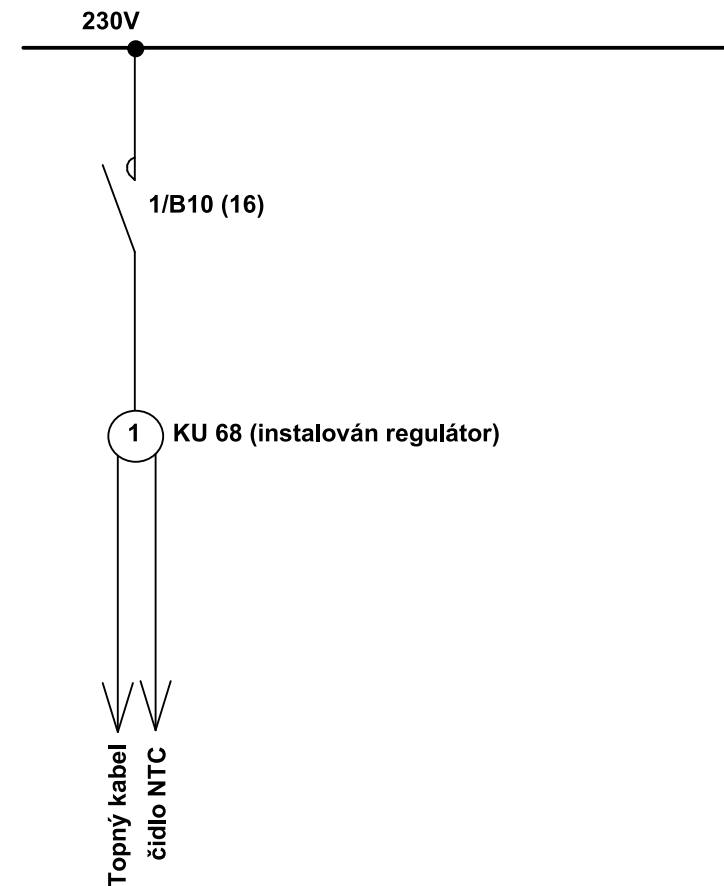 230V
1/B10 (16)
1
KU 68 (instalován regulátor)
Topný kabel
čidlo NTC